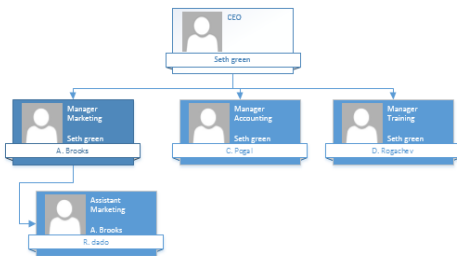 CEO
Seth green
Manager
Marketing
Seth green
A. Brooks
Manager
Accounting
Seth green
C. Pogal
Manager
Training
Seth green
D. Rogachev
Assistant
Marketing
A. Brooks
R. dado